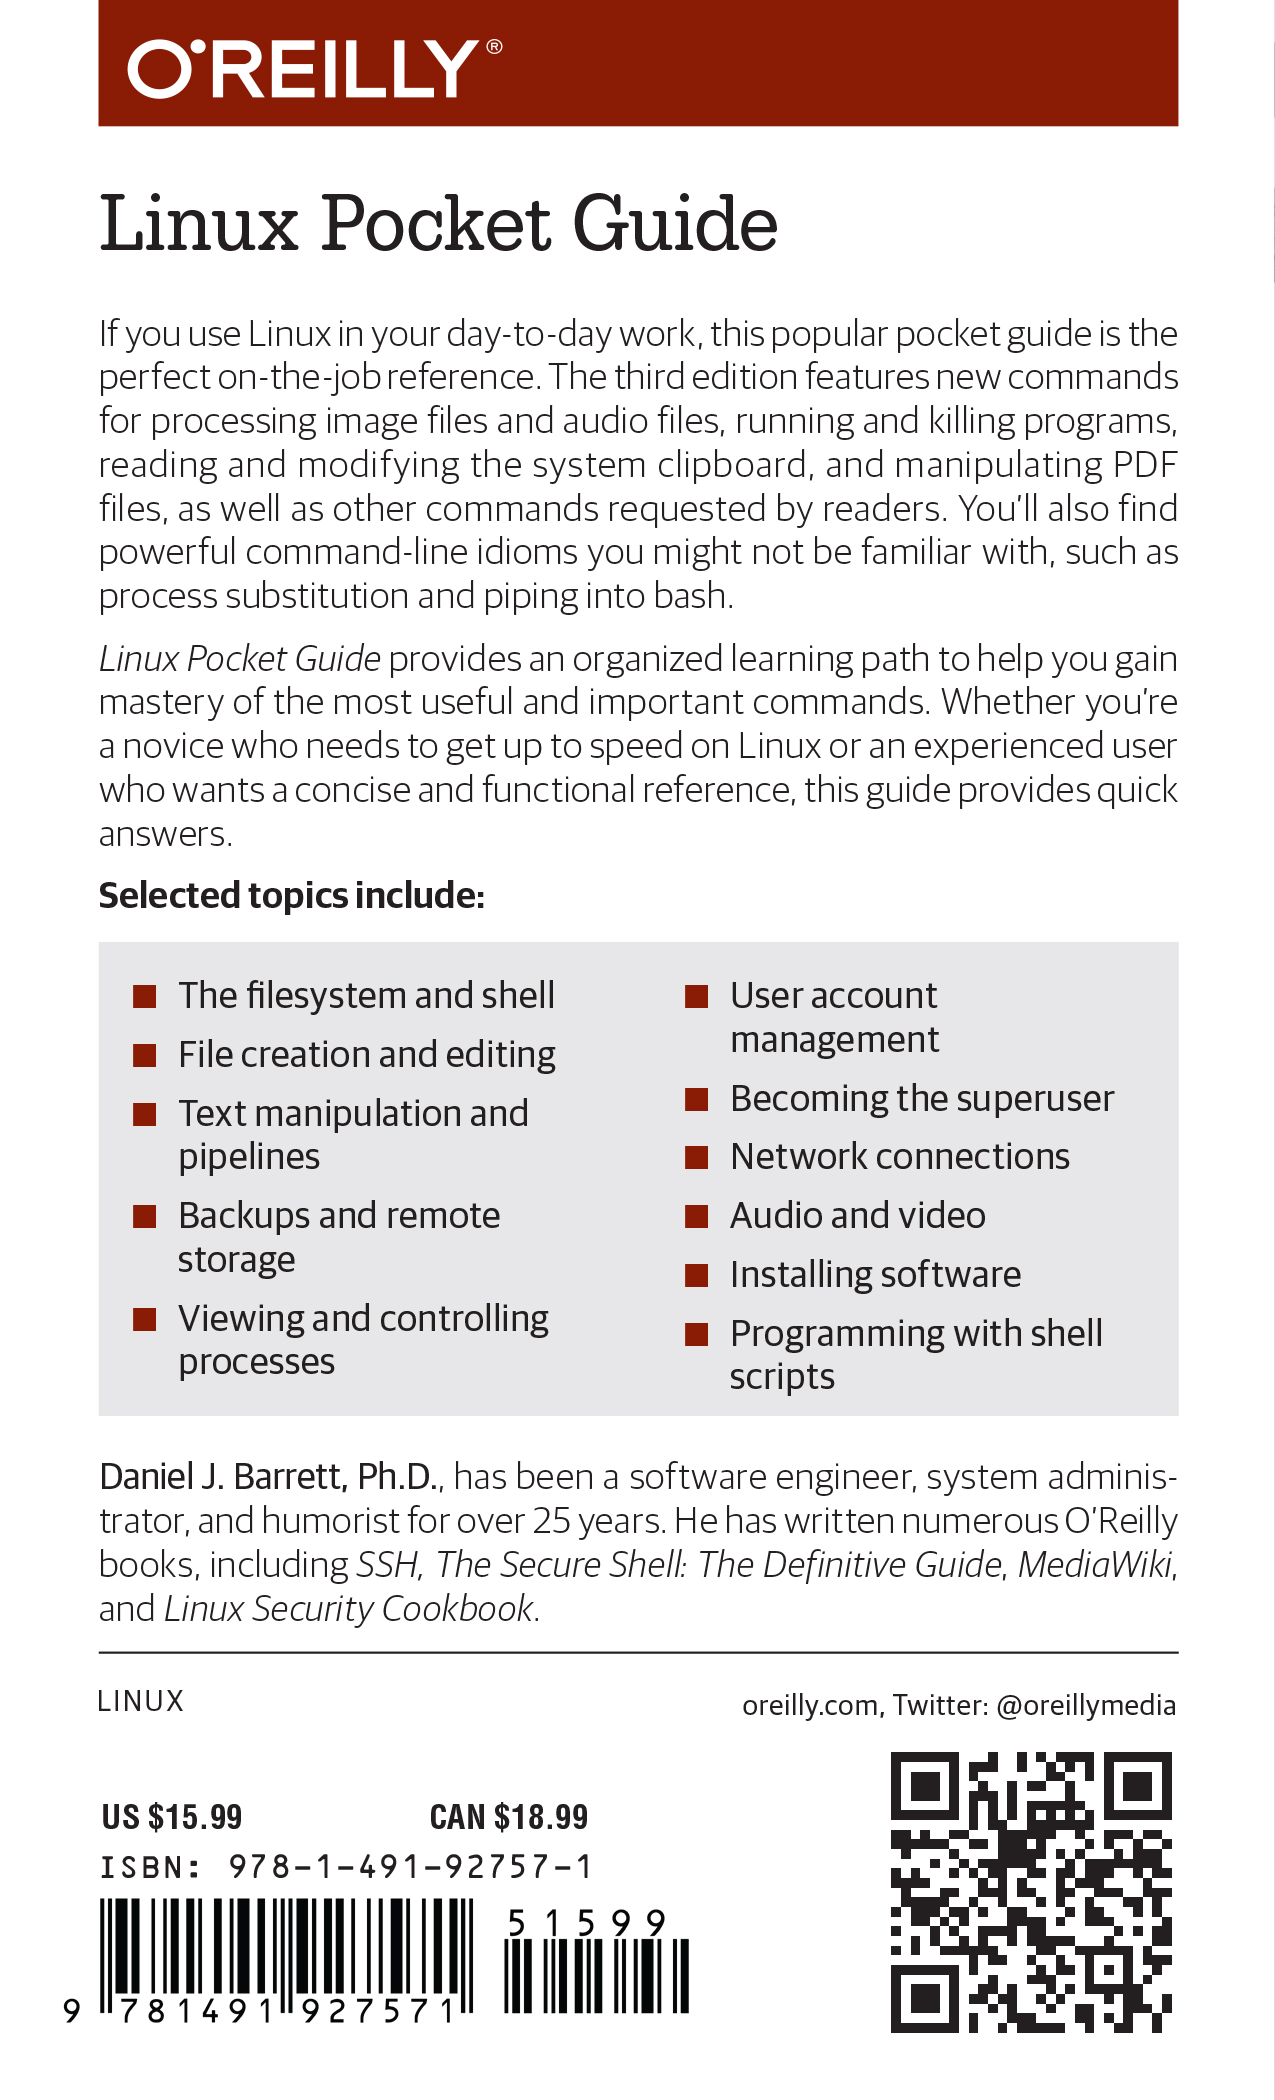 O'REILLY®
Linux Pocket Guide
If you use Linux in your day-to-day work, this popular pocket guide is the
perfect on-the-job reference. The third edition features new commands
for processing image files and audio files, running and killing programs,
reading and modifying the system clipboard, and manipulating PDF
files, as well as other commands requested by readers. You’ll also find
powerful command-line idioms you might not be familiar with, such as
process substitution and piping into bash.
Linux Pocket Guide provides an organized learning path to help you gain
mastery of the most useful and important commands. Whether you’re
a novice who needs to get up to speed on Linux or an experienced user
who wants a concise and functional reference, this guide provides quick
answers.
Selected topics include:
■ The filesystem and shell
■ File creation and editing
■ Text manipulation and
pipelines
■ Backups and remote
storage
■ Viewing and controlling
processes
■ User account
management
■ Becoming the superuser
■ Network connections
■ Audio and video
■ Installing software
■ Programming with shell
scripts
Daniel J. Barrett, Ph.D., has been a software engineer, system adminis-
trator, and humorist for over 25 years. He has written numerous O’Reilly
books, including SSH, The Secure Shell: The Definitive Guide, MediaWiki,
and Linux Security Cookbook.
LINUX
oreilly.com, Twitter: @oreillymedia
US $15.99 CAN $18.99
ISBN: 978-1-491-92757-1
51599
9 781491 927571